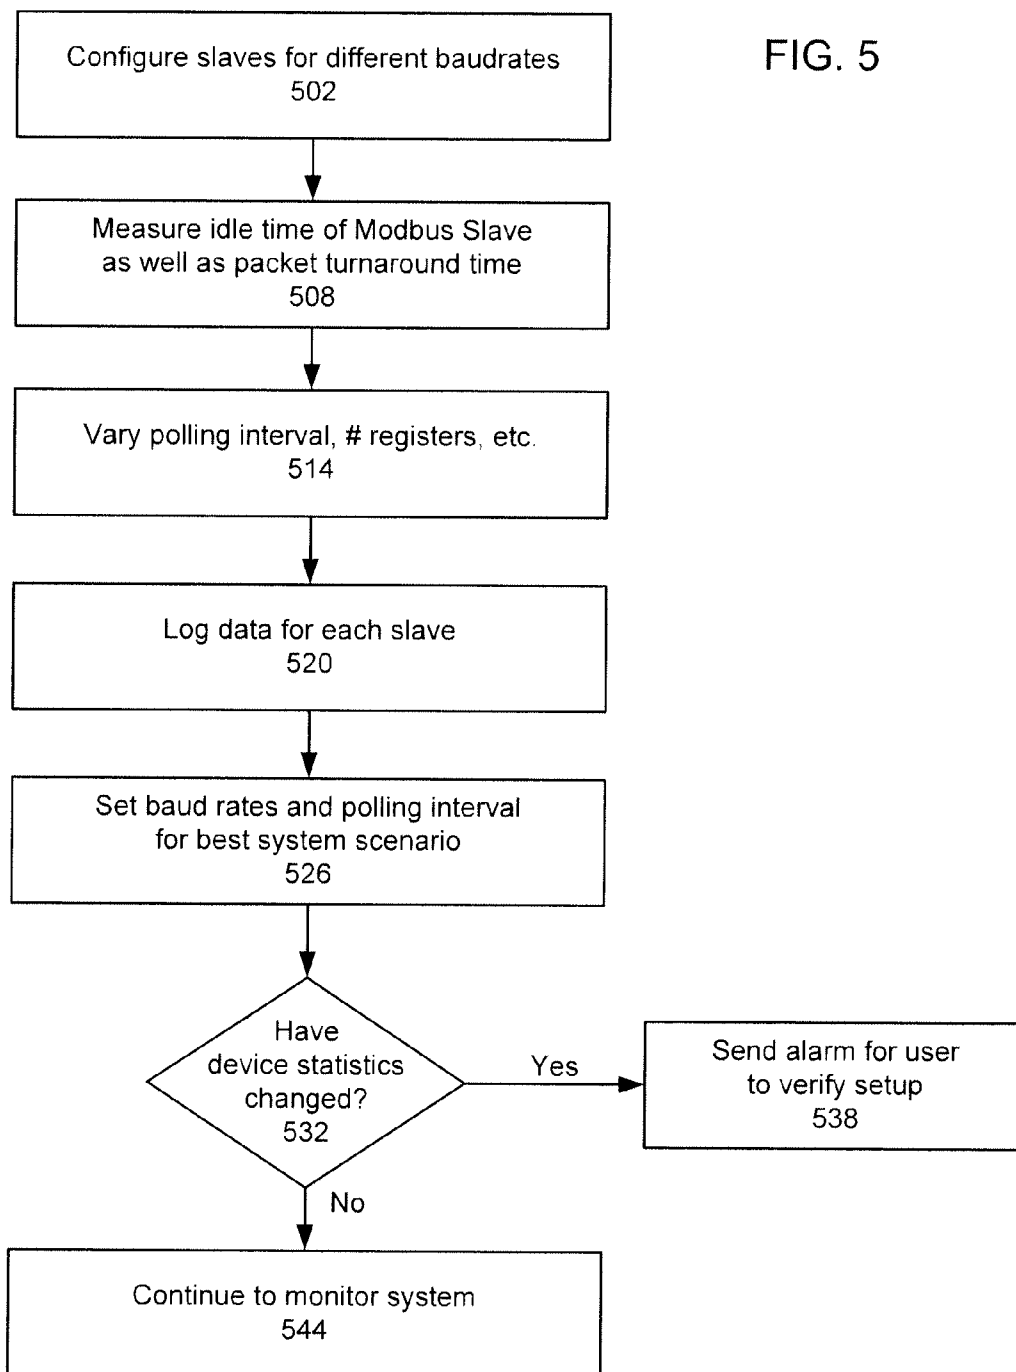 FIG. 5
Configure slaves for different baudrates
502
Measure idle time of Modbus Slave
as well as packet turnaround time
508
Vary polling interval, # registers, etc.
514
Log data for each slave
520
Set baud rates and polling interval
for best system scenario
526
Have
device statistics
changed?
532
Yes
Send alarm for user
to verify setup
538
No
Continue to monitor system
544